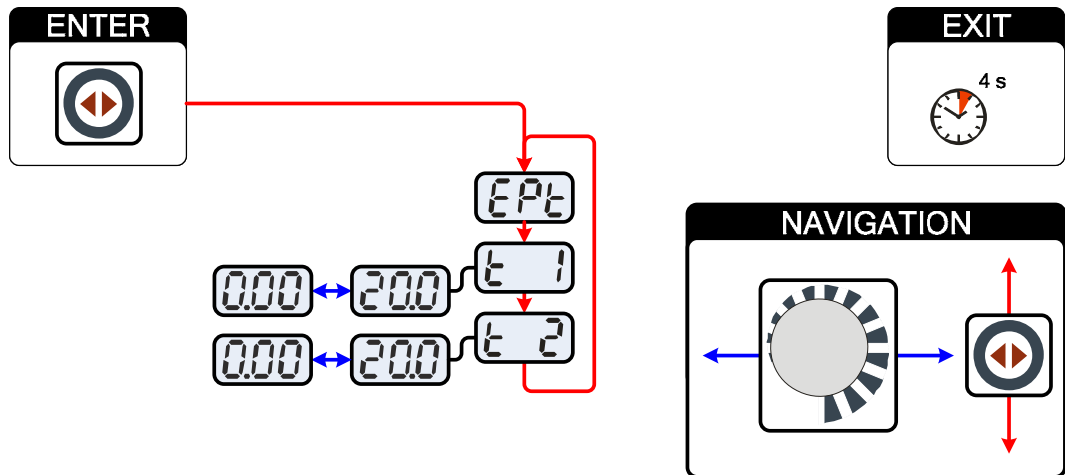 ENTER
EXIT
4 s
EPt
NAVIGATION
t 1
0.00 20.0
t 2
0.00 20.0